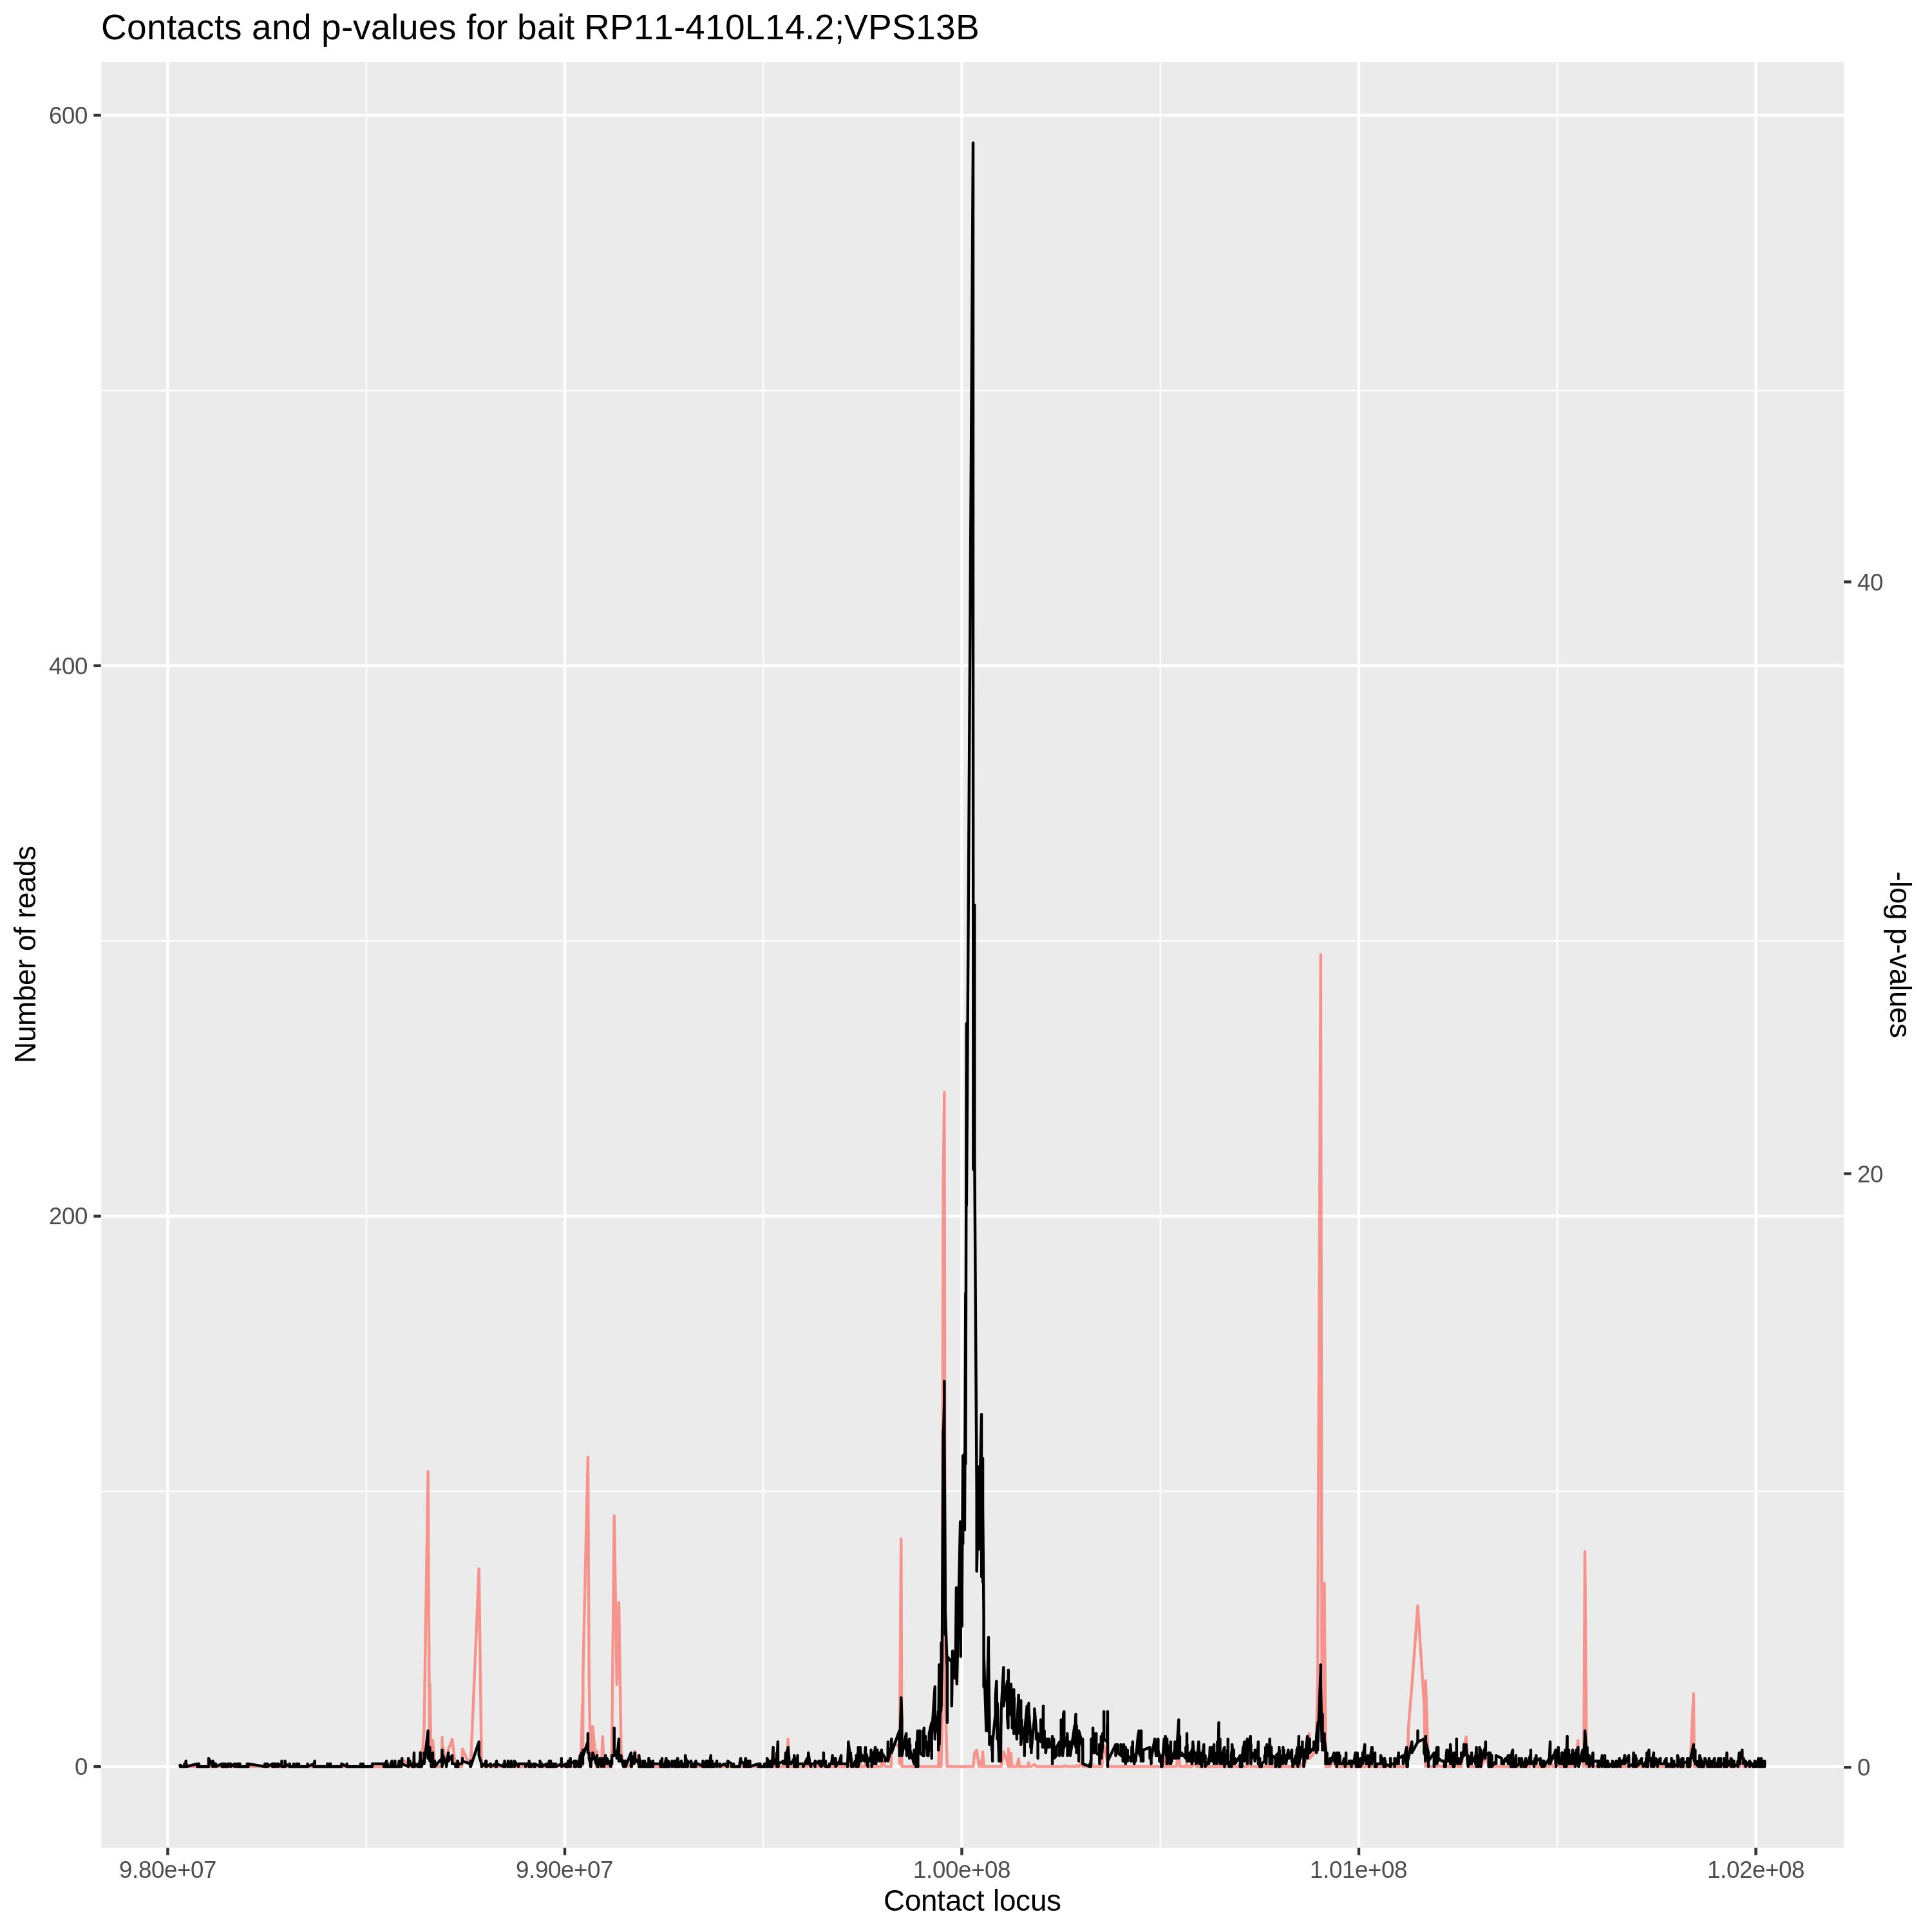 Contacts and p-values for bait RP11-410L14.2;VPS13B
600
400
200
0
Number of reads
40
20
0
-log p-values
9.80e+07
9.90e+07
1.00e+08
1.01e+08
1.02e+08
Contact locus